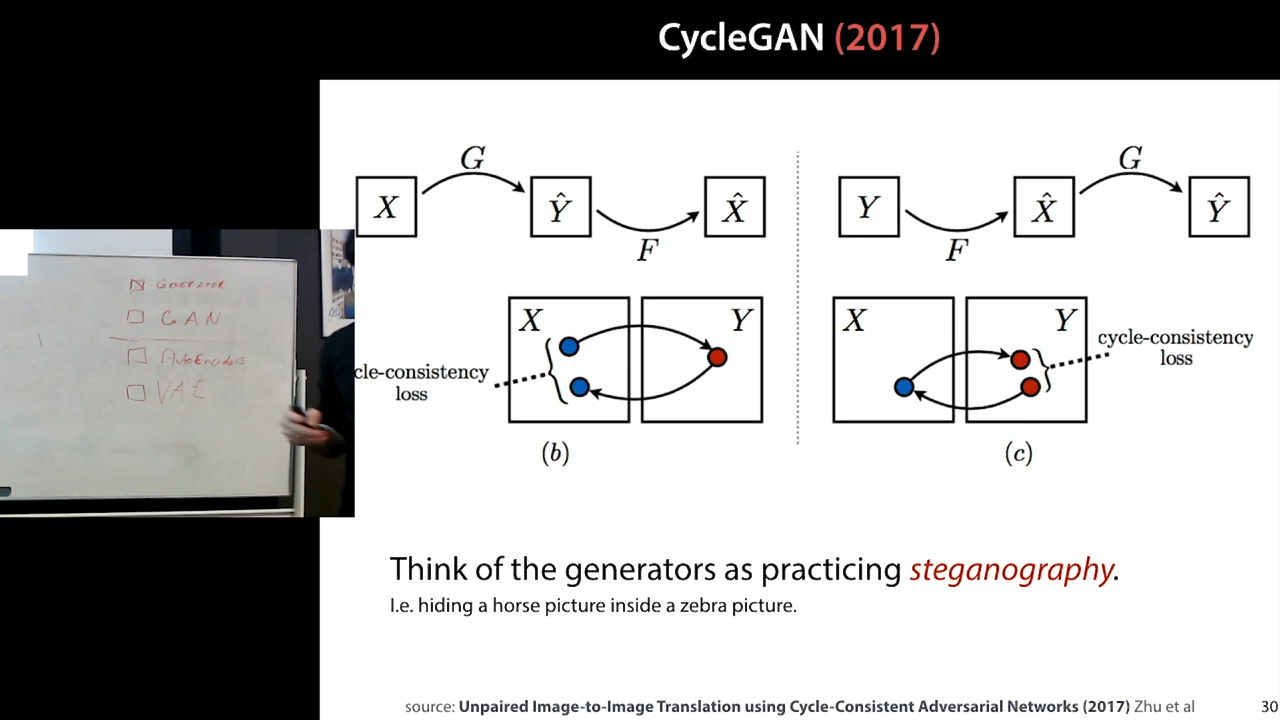 CycleGAN (2017)
G
X
Ŷ
X̂
F
G
Y
X̂
Ŷ
F
X
Y
cle-consistency
loss
(b)
X
Y
cycle-consistency
loss
(c)
GENERATOR
GAN
AutoEncoders
VAE
Think of the generators as practicing steganography.
I.e. hiding a horse picture inside a zebra picture.
source: Unpaired Image-to-Image Translation using Cycle-Consistent Adversarial Networks (2017) Zhu et al
30